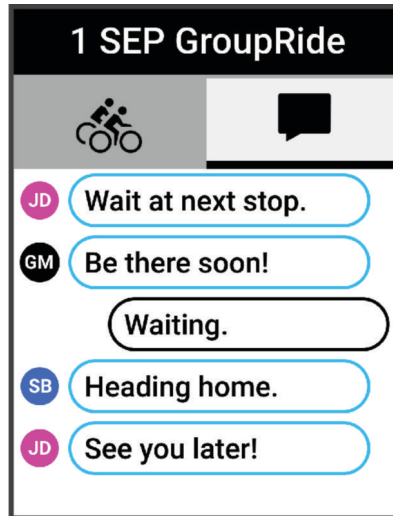 1 SEP GroupRide
JD Wait at next stop.
GM Be there soon!
Waiting.
SB Heading home.
JD See you later!